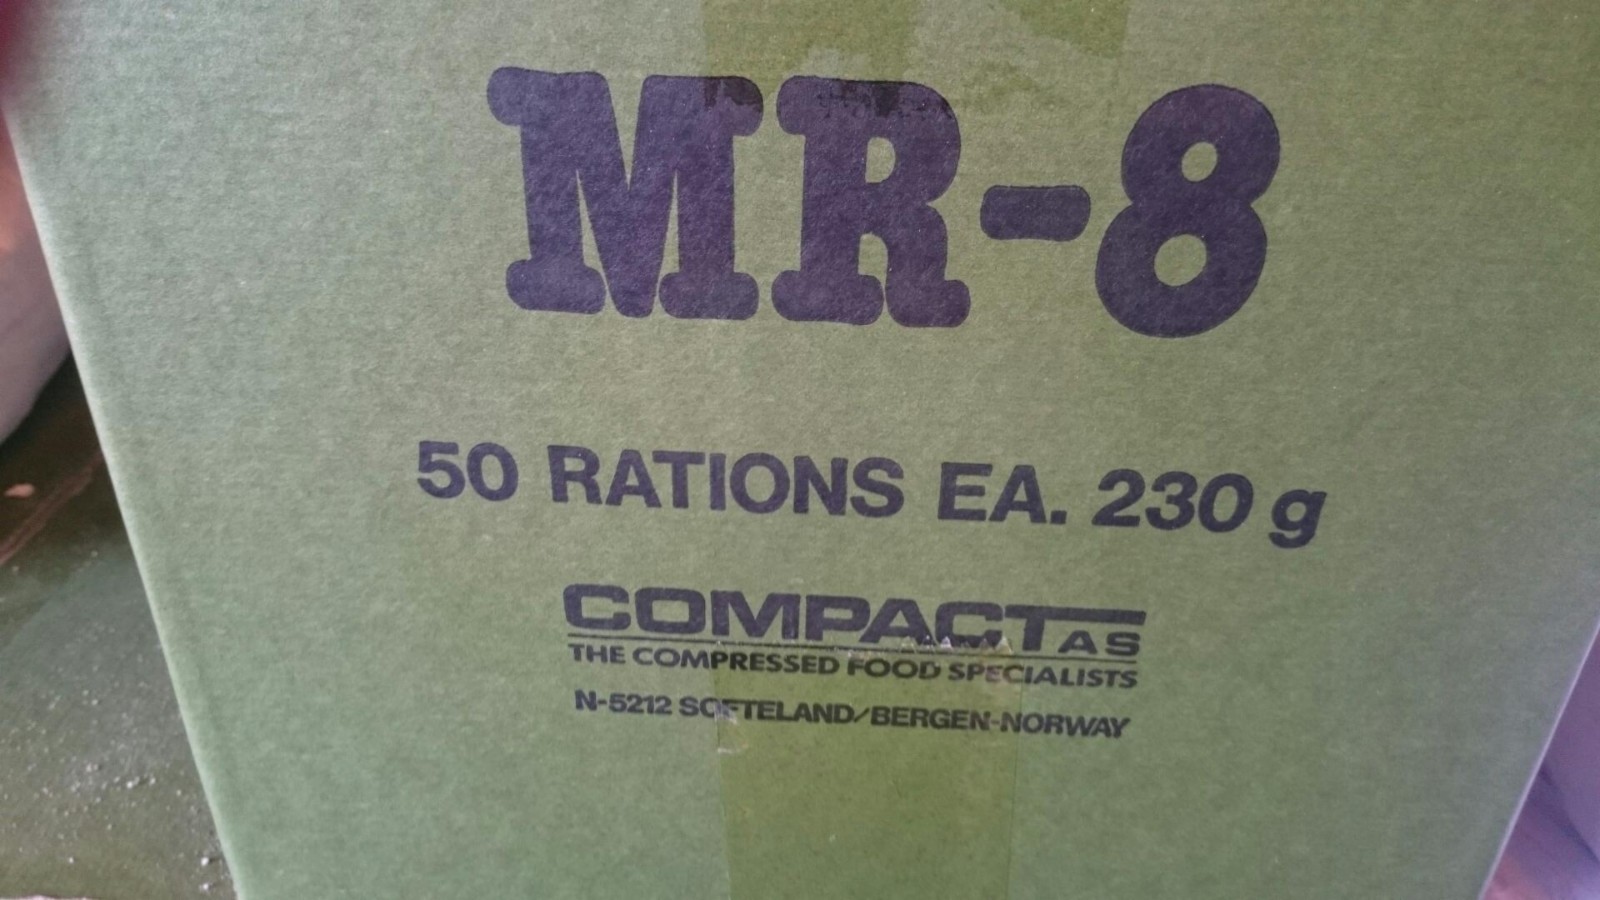 MR-8
50 RATIONS EA. 230 g
COMPACT AS
THE COMPRESSED FOOD SPECIALISTS
N-5212 SOFTELAND/BERGEN-NORWAY